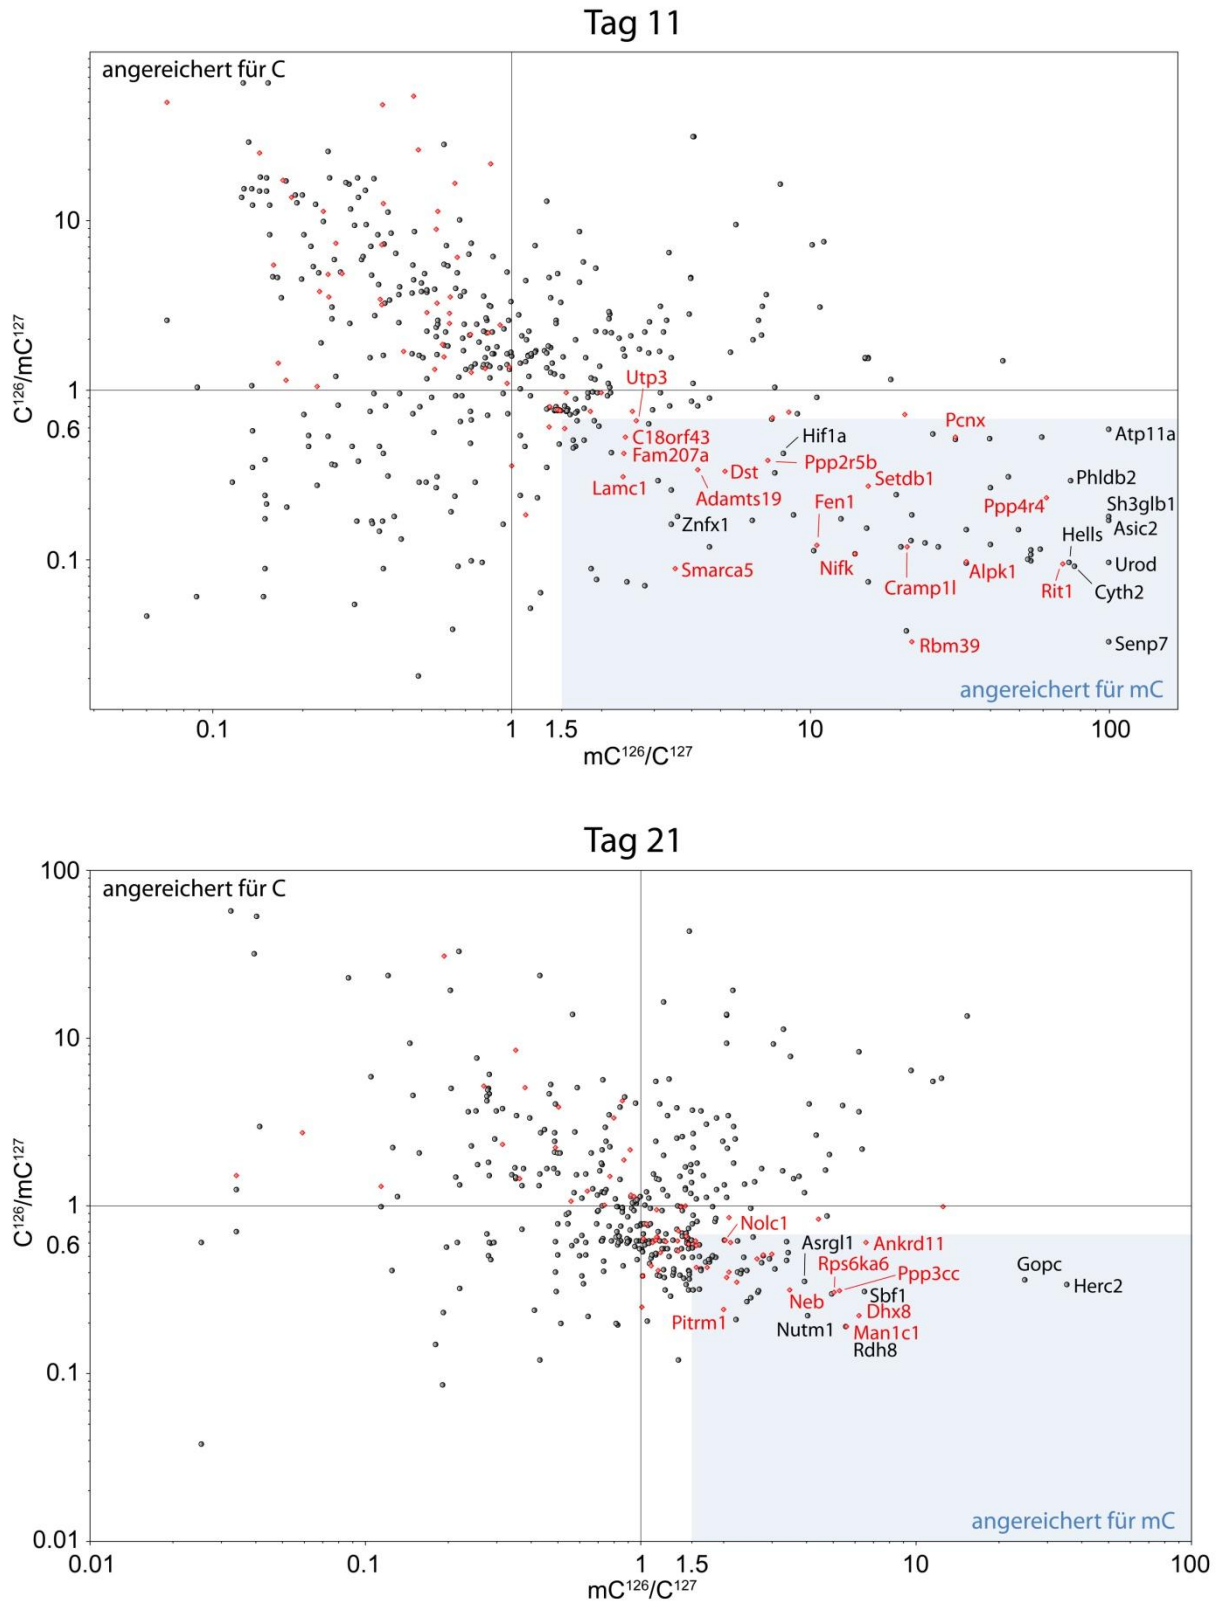 Tag 11
angereichert für C
C¹²⁶/mC¹²⁷
10
1
0.6
0.1
Utp3
Pcnx
C18orf43
Hif1a
Atp11a
Fam207a
Ppp2r5b
Dst
Setdb1
Phldb2
Lamc1
Adamts19
Fen1
Ppp4r4
Sh3glb1
Znfx1
Asic2
Hells
Smarca5
Nifk
Cramp1l
Alpk1
Rit1
Urod
Cyth2
Rbm39
Senp7
angereichert für mC
0.1 1 1.5 10 100
mC¹²⁶/C¹²⁷
Tag 21
angereichert für C
C¹²⁶/mC¹²⁷
100
10
1
0.6
0.1
0.01
Nolc1
Asrgl1
Ankrd11
Rps6ka6
Ppp3cc
Gopc
Herc2
Neb
Sbf1
Pitrm1
Dhx8
Nutm1
Man1c1
Rdh8
angereichert für mC
0.01 0.1 1 1.5 10 100
mC¹²⁶/C¹²⁷